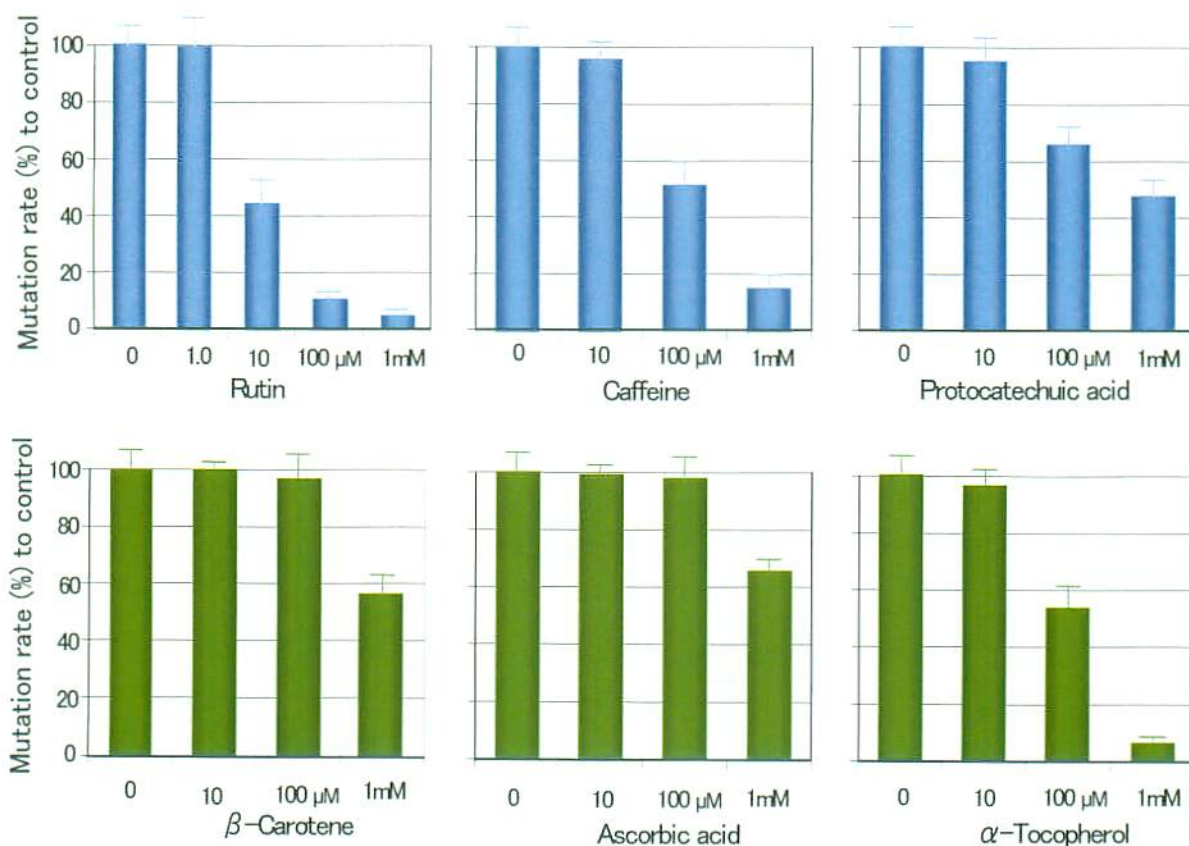 Mutation rate (%) to control
100
80
60
40
20
0
0 1.0 10 100 μM 1mM
Rutin
0 10 100 μM 1mM
Caffeine
0 10 100 μM 1mM
Protocatechuic acid
Mutation rate (%) to control
100
80
60
40
20
0
0 10 100 μM 1mM
β-Carotene
0 10 100 μM 1mM
Ascorbic acid
0 10 100 μM 1mM
α-Tocopherol